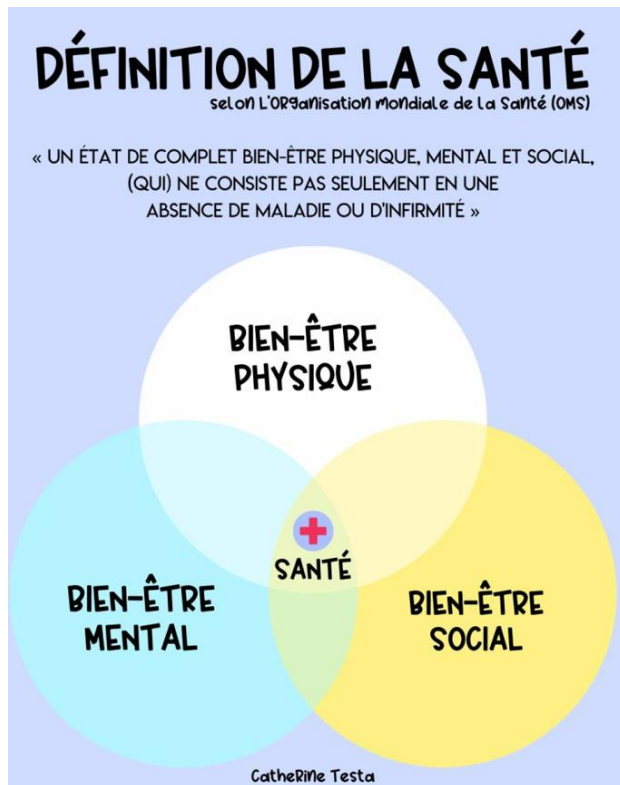 DÉFINITION DE LA SANTÉ
selon L'ORganisation mondiale de la Santé (OMS)
« UN ÉTAT DE COMPLET BIEN-ÊTRE PHYSIQUE, MENTAL ET SOCIAL,
(QUI) NE CONSISTE PAS SEULEMENT EN UNE
ABSENCE DE MALADIE OU D'INFIRMITÉ »
BIEN-ÊTRE
PHYSIQUE
SANTÉ
BIEN-ÊTRE
MENTAL
BIEN-ÊTRE
SOCIAL
CatheRine Testa